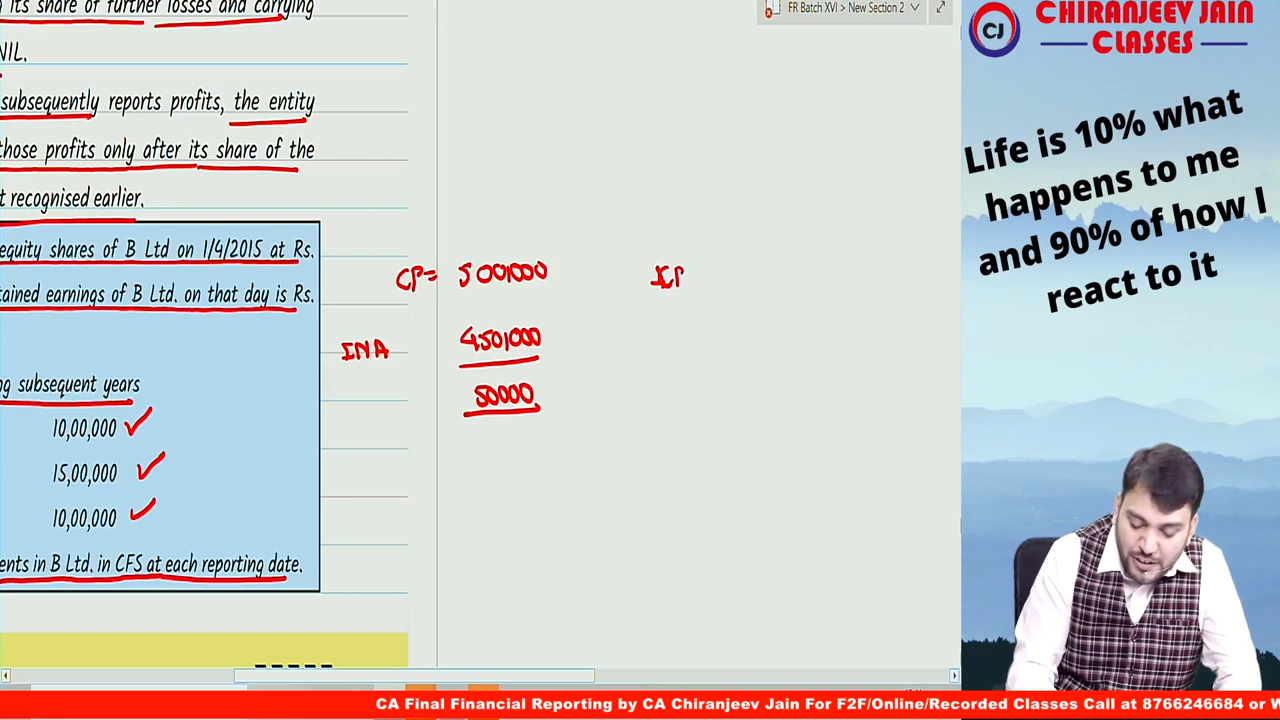 its share of further losses and carrying
NIL.
subsequently reports profits, the entity
those profits only after its share of the
t recognised earlier.
equity shares of B Ltd on 1/4/2015 at Rs.
tained earnings of B Ltd. on that day is Rs.
ng subsequent years
10,00,000
15,00,000
10,00,000
ents in B Ltd. in CFS at each reporting date.
CP= 5001000
INA 4501000
50000
FR Batch XVI > New Section 2
CJ
CHIRANJEEV JAIN
CLASSES
Life is 10% what
happens to me
and 90% of how I
react to it
CA Final Financial Reporting by CA Chiranjeev Jain For F2F/Online/Recorded Classes Call at 8766246684 or W